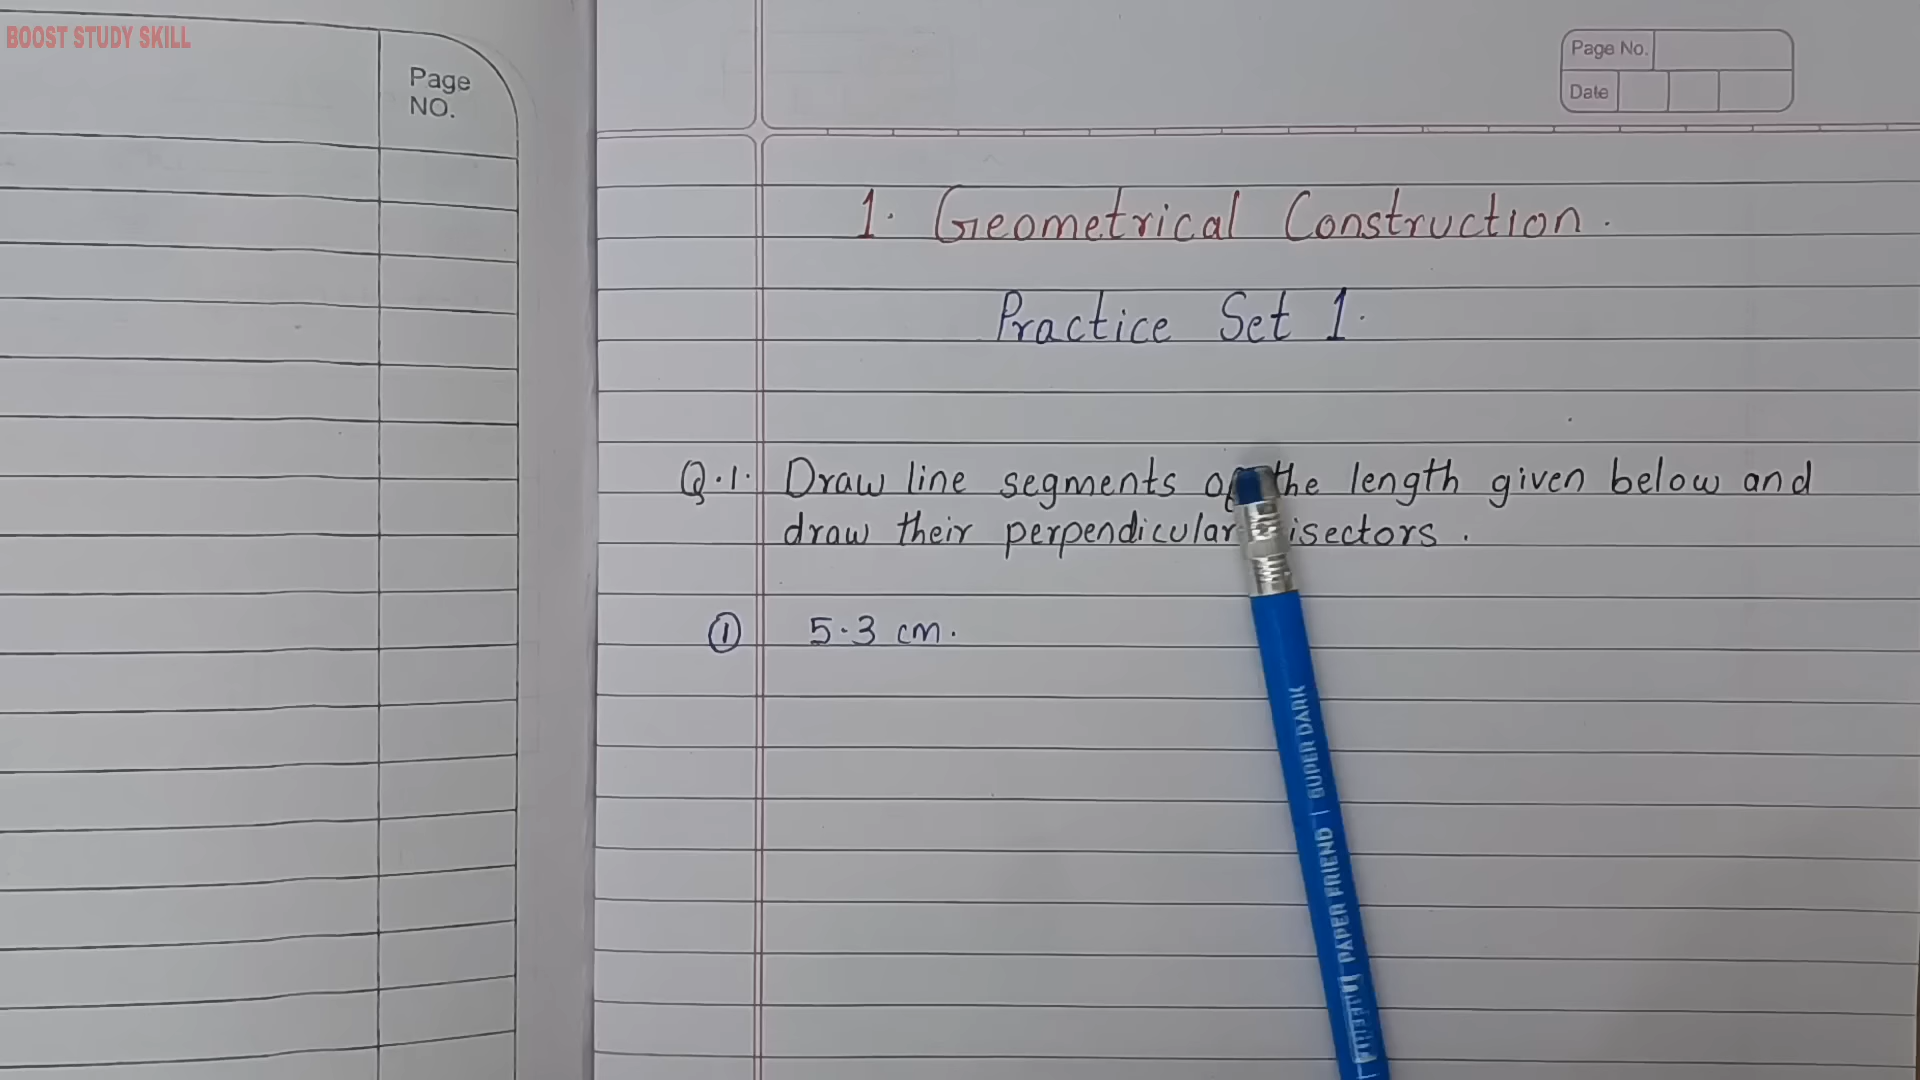 BOOST STUDY SKILL
Page
NO.
Page No.
Date
1. Geometrical Construction.
Practice Set 1.
Q.1. Draw line segments of the length given below and
draw their perpendicular isectors.
① 5.3 cm.
SUPER DARK
PAPER FRIEND